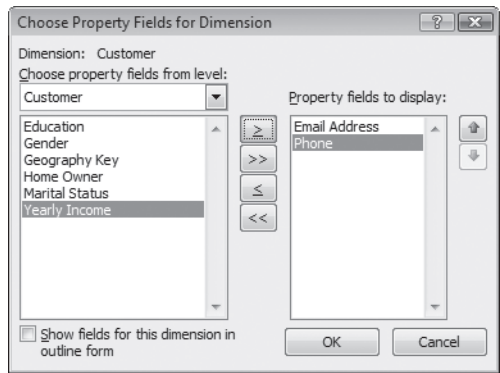 Choose Property Fields for Dimension
Dimension: Customer
Choose property fields from level:
Customer
Education
Gender
Geography Key
Home Owner
Marital Status
Yearly Income
>
>>
<
<<
Property fields to display:
Email Address
Phone
Show fields for this dimension in
outline form
OK
Cancel